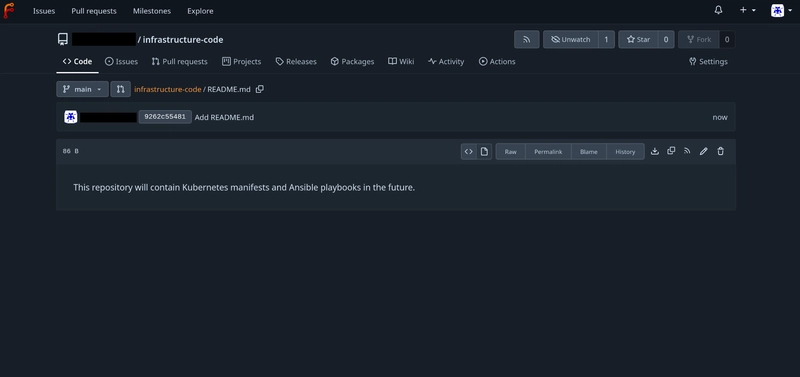 Issues Pull requests Milestones Explore
/ infrastructure-code Unwatch 1 Star 0 Fork 0
Code Issues Pull requests Projects Releases Packages Wiki Activity Actions Settings
main infrastructure-code / README.md
9262c55481 Add README.md now
86 B Raw Permalink Blame History
This repository will contain Kubernetes manifests and Ansible playbooks in the future.